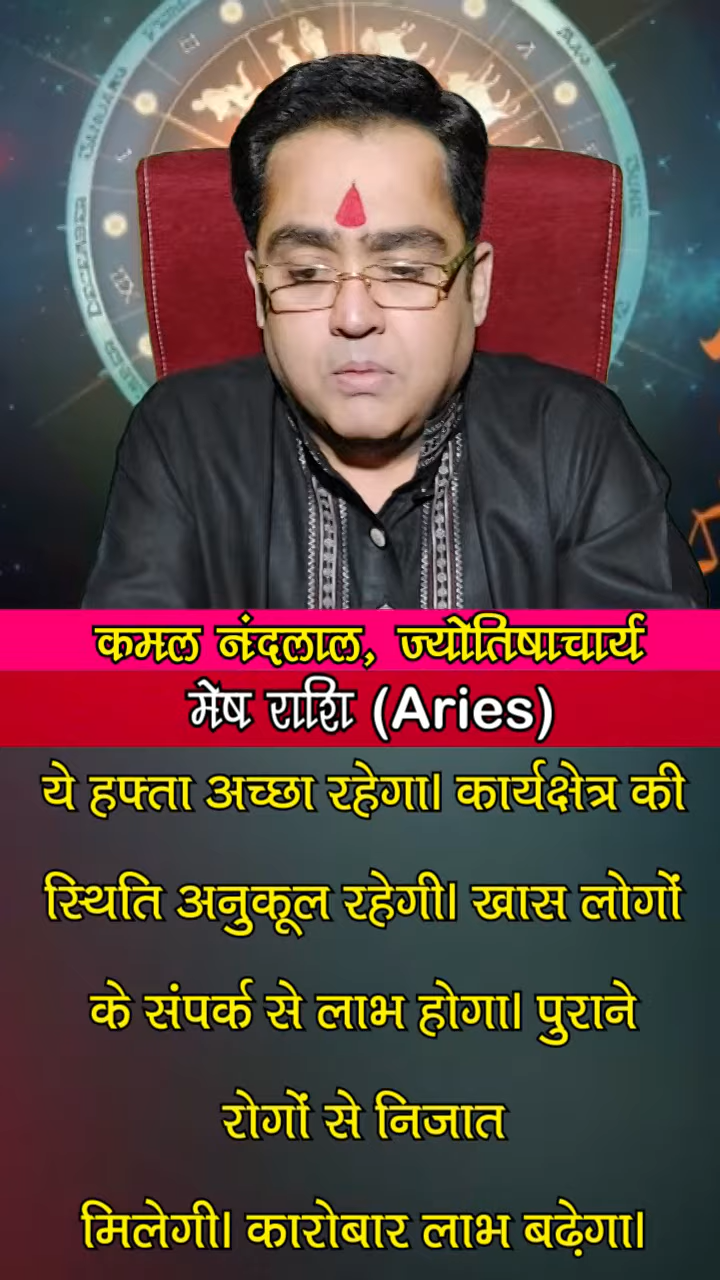 कमल नंदलाल, ज्योतिषाचार्य
मेष राशि (Aries)
ये हफ्ता अच्छा रहेगा। कार्यक्षेत्र की
स्थिति अनुकूल रहेगी। खास लोगों
के संपर्क से लाभ होगा। पुराने
रोगों से निजात
मिलेगी। कारोबार लाभ बढ़ेगा।